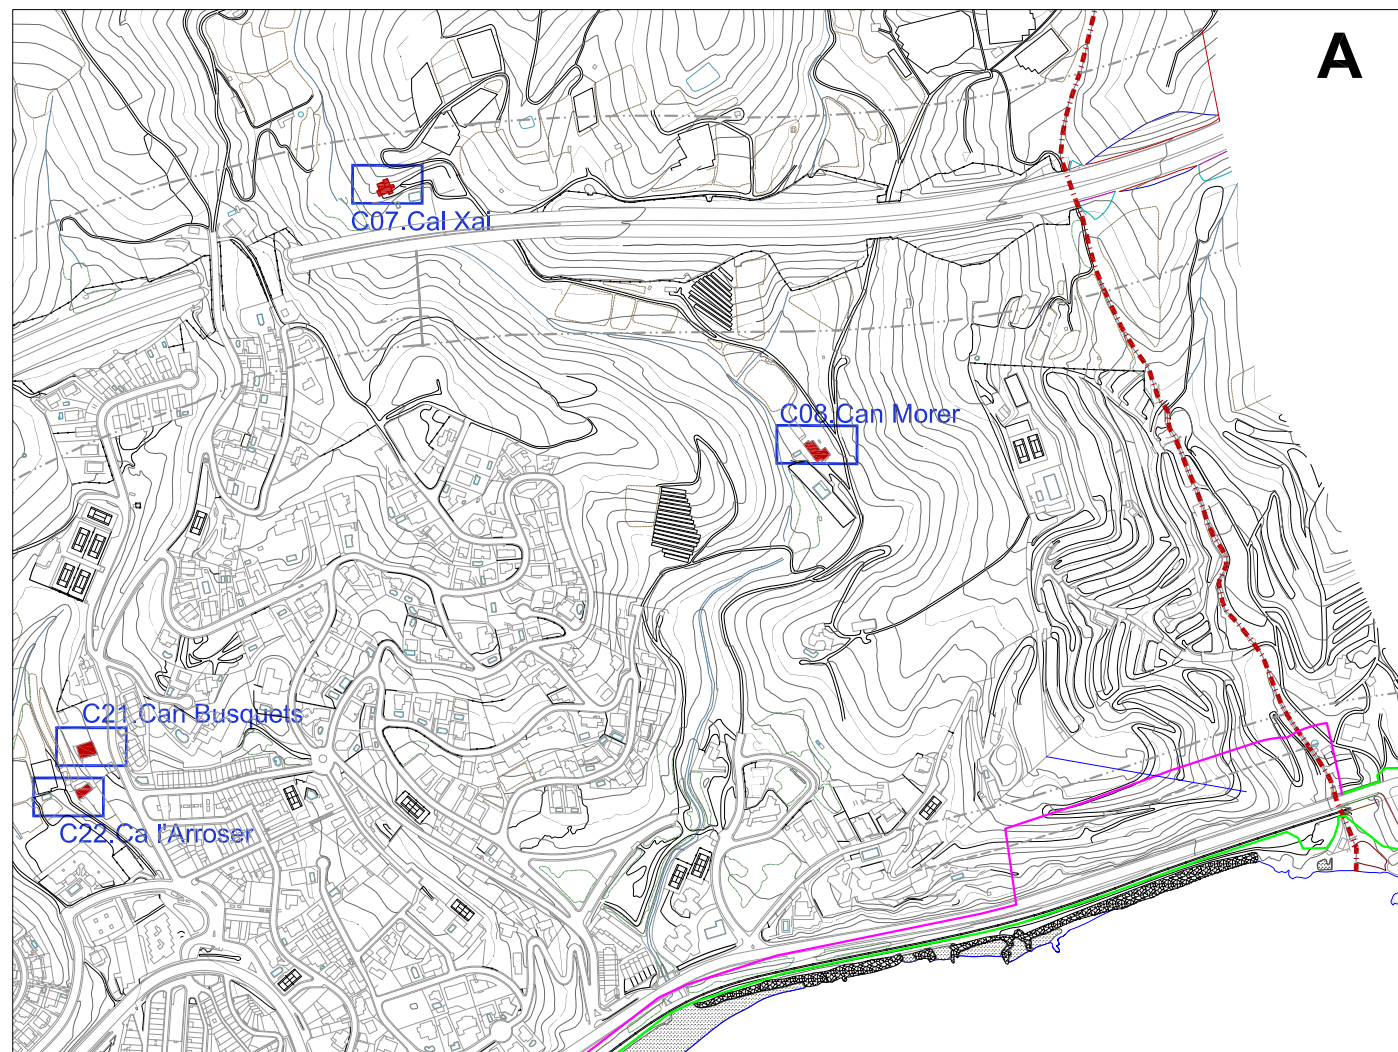 A
C07.Cal Xai
C08.Can Morer
C21.Can Busquets
C22.Ca l'Arroser